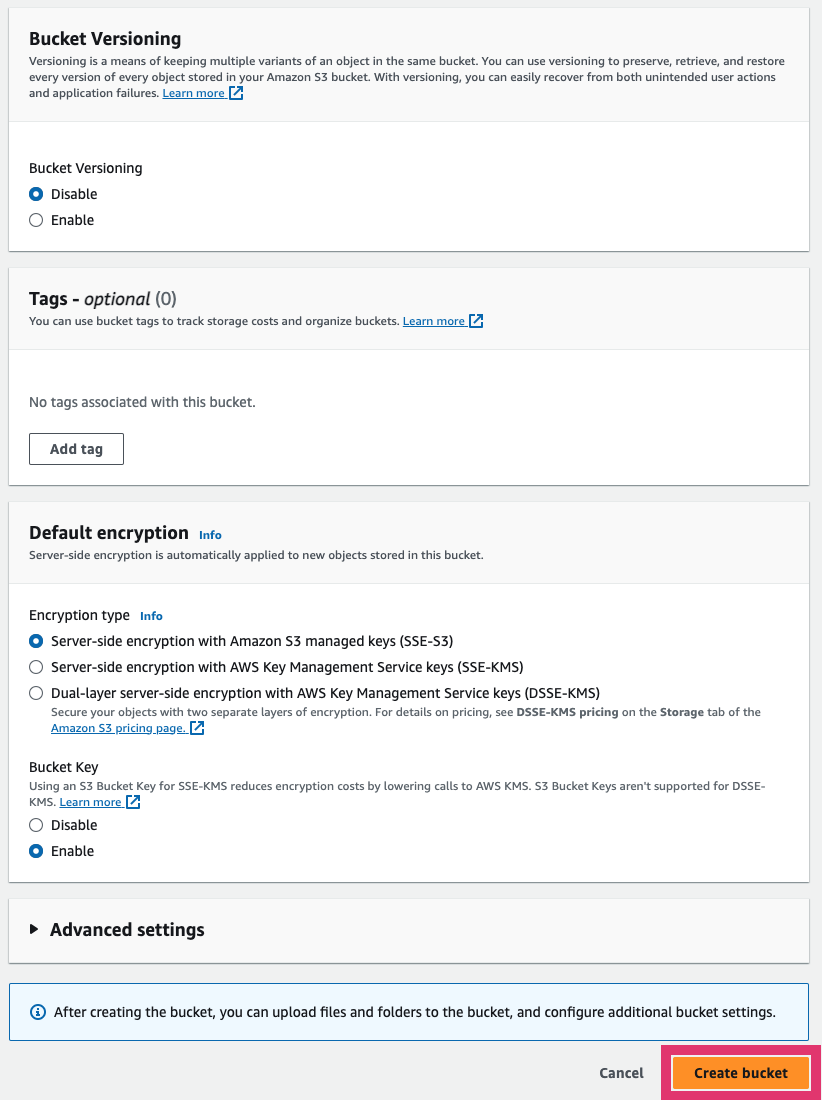 Bucket Versioning
Versioning is a means of keeping multiple variants of an object in the same bucket. You can use versioning to preserve, retrieve, and restore
every version of every object stored in your Amazon S3 bucket. With versioning, you can easily recover from both unintended user actions
and application failures. Learn more
Bucket Versioning
Disable
Enable
Tags - optional (0)
You can use bucket tags to track storage costs and organize buckets. Learn more
No tags associated with this bucket.
Add tag
Default encryption Info
Server-side encryption is automatically applied to new objects stored in this bucket.
Encryption type Info
Server-side encryption with Amazon S3 managed keys (SSE-S3)
Server-side encryption with AWS Key Management Service keys (SSE-KMS)
Dual-layer server-side encryption with AWS Key Management Service keys (DSSE-KMS)
Secure your objects with two separate layers of encryption. For details on pricing, see DSSE-KMS pricing on the Storage tab of the
Amazon S3 pricing page.
Bucket Key
Using an S3 Bucket Key for SSE-KMS reduces encryption costs by lowering calls to AWS KMS. S3 Bucket Keys aren't supported for DSSE-
KMS. Learn more
Disable
Enable
Advanced settings
After creating the bucket, you can upload files and folders to the bucket, and configure additional bucket settings.
Cancel Create bucket